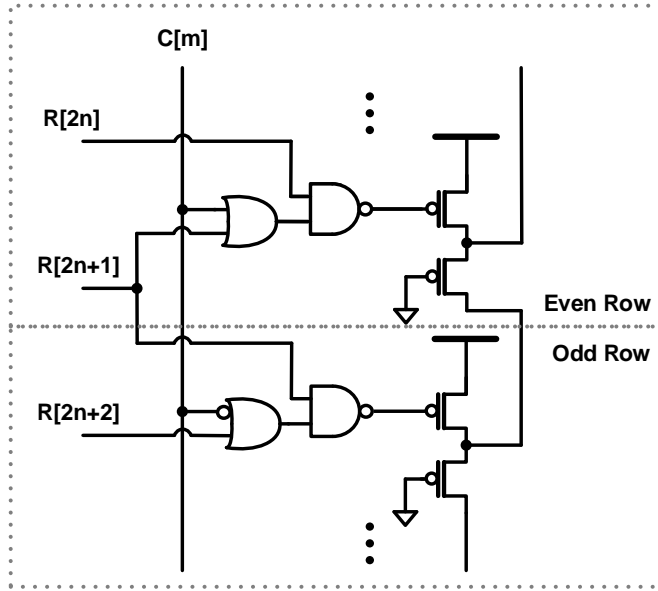 C[m]
R[2n]
R[2n+1]
Even Row
Odd Row
R[2n+2]